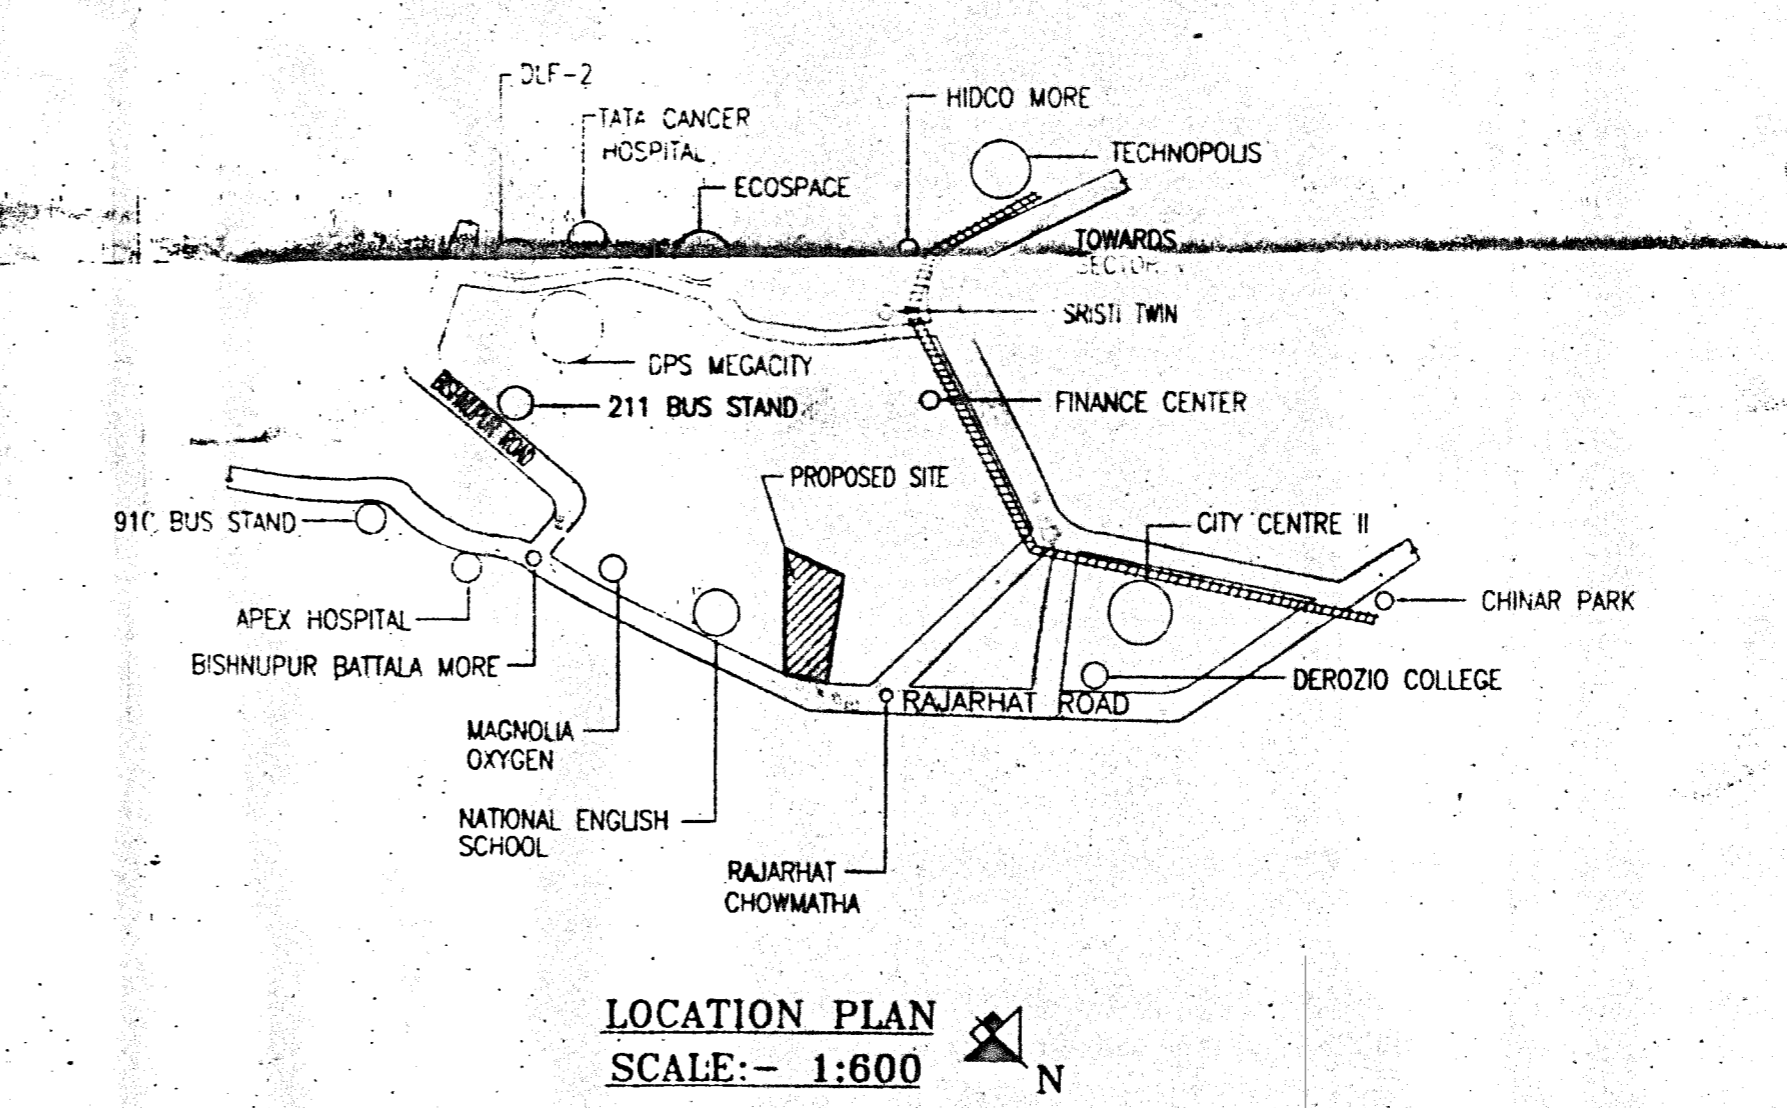 DLF-2
HIDCO MORE
TATA CANCER
HOSPITAL
TECHNOPOLIS
ECOSPACE
TOWARDS
SECTOR
SRISTI TWIN
DPS MEGACITY
BISHNUPUR ROAD
211 BUS STAND
FINANCE CENTER
PROPOSED SITE
91C BUS STAND
CITY CENTRE II
CHINAR PARK
APEX HOSPITAL
BISHNUPUR BATTALA MORE
DEROZIO COLLEGE
RAJARHAT ROAD
MAGNOLIA
OXYGEN
NATIONAL ENGLISH
SCHOOL
RAJARHAT
CHOWMATHA
LOCATION PLAN
SCALE:- 1:600
N